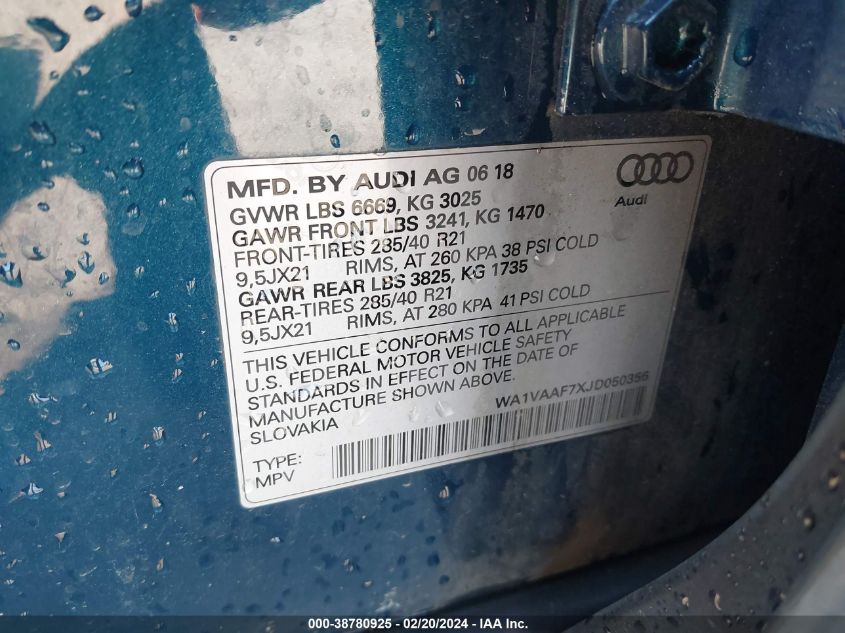 MFD. BY AUDI AG 06 18
Audi
GVWR LBS 6669, KG 3025
GAWR FRONT LBS 3241, KG 1470
FRONT-TIRES 285/40 R21
9,5JX21 RIMS, AT 260 KPA 38 PSI COLD
GAWR REAR LBS 3825, KG 1735
REAR-TIRES 285/40 R21
9,5JX21 RIMS, AT 280 KPA 41 PSI COLD
THIS VEHICLE CONFORMS TO ALL APPLICABLE
U.S. FEDERAL MOTOR VEHICLE SAFETY
STANDARDS IN EFFECT ON THE DATE OF
MANUFACTURE SHOWN ABOVE.
SLOVAKIA
WA1VAAF7XJD050356
TYPE:
MPV
000-38780925 - 02/20/2024 - IAA Inc.